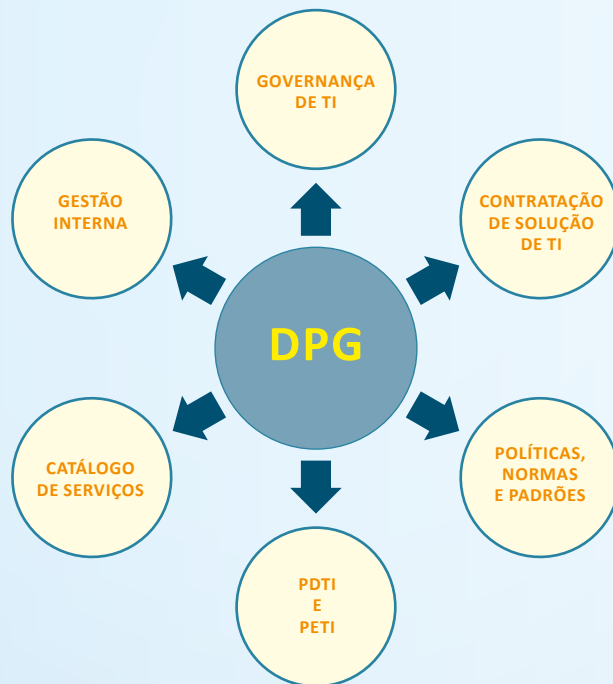 GOVERNANÇA
DE TI
GESTÃO
INTERNA
CONTRATAÇÃO
DE SOLUÇÃO
DE TI
DPG
CATÁLOGO
DE SERVIÇOS
POLÍTICAS,
NORMAS
E PADRÕES
PDTI
E
PETI